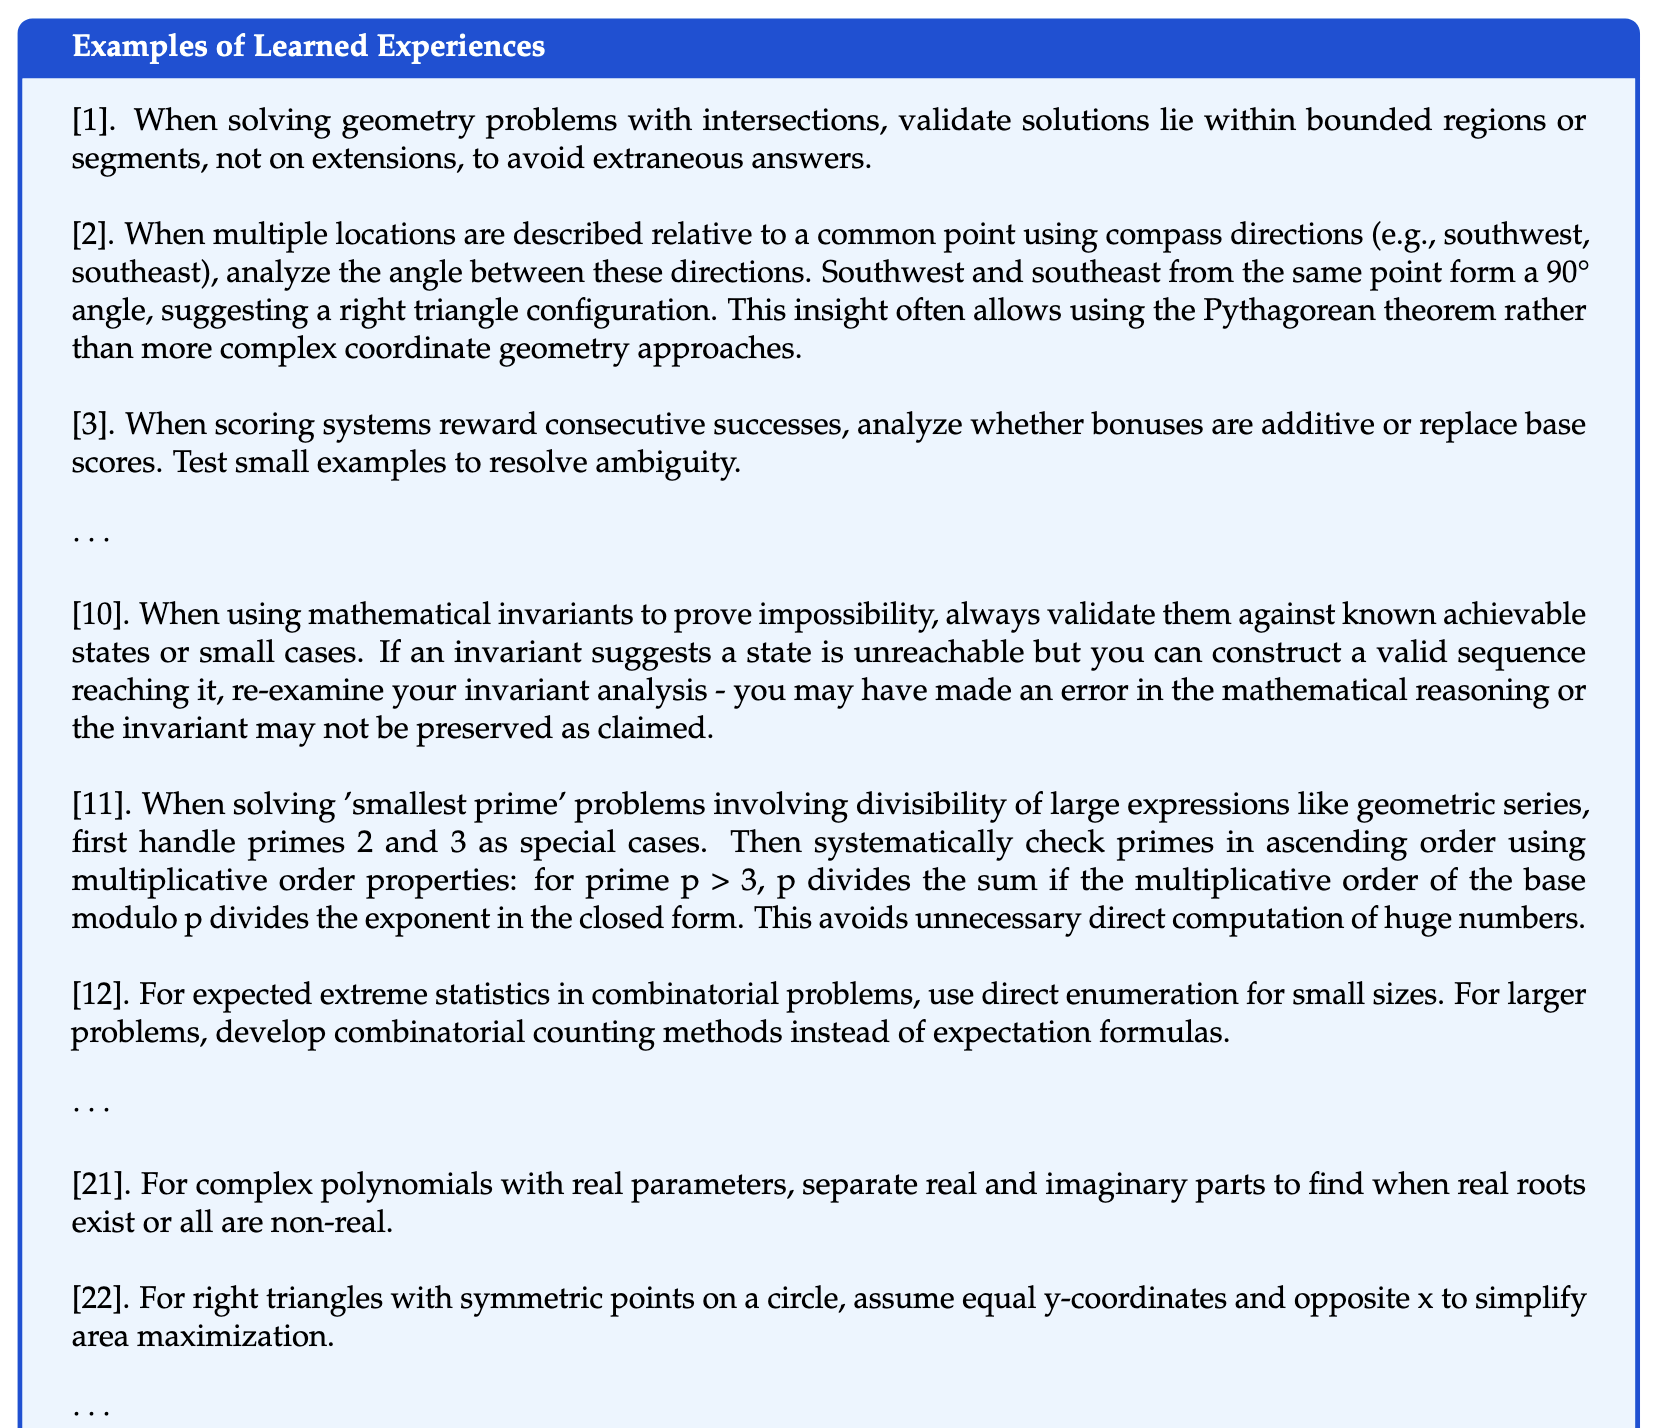 Examples of Learned Experiences
[1]. When solving geometry problems with intersections, validate solutions lie within bounded regions or
segments, not on extensions, to avoid extraneous answers.
[2]. When multiple locations are described relative to a common point using compass directions (e.g., southwest,
southeast), analyze the angle between these directions. Southwest and southeast from the same point form a 90°
angle, suggesting a right triangle configuration. This insight often allows using the Pythagorean theorem rather
than more complex coordinate geometry approaches.
[3]. When scoring systems reward consecutive successes, analyze whether bonuses are additive or replace base
scores. Test small examples to resolve ambiguity.
. . .
[10]. When using mathematical invariants to prove impossibility, always validate them against known achievable
states or small cases. If an invariant suggests a state is unreachable but you can construct a valid sequence
reaching it, re-examine your invariant analysis - you may have made an error in the mathematical reasoning or
the invariant may not be preserved as claimed.
[11]. When solving ’smallest prime’ problems involving divisibility of large expressions like geometric series,
first handle primes 2 and 3 as special cases. Then systematically check primes in ascending order using
multiplicative order properties: for prime p > 3, p divides the sum if the multiplicative order of the base
modulo p divides the exponent in the closed form. This avoids unnecessary direct computation of huge numbers.
[12]. For expected extreme statistics in combinatorial problems, use direct enumeration for small sizes. For larger
problems, develop combinatorial counting methods instead of expectation formulas.
. . .
[21]. For complex polynomials with real parameters, separate real and imaginary parts to find when real roots
exist or all are non-real.
[22]. For right triangles with symmetric points on a circle, assume equal y-coordinates and opposite x to simplify
area maximization.
. . .